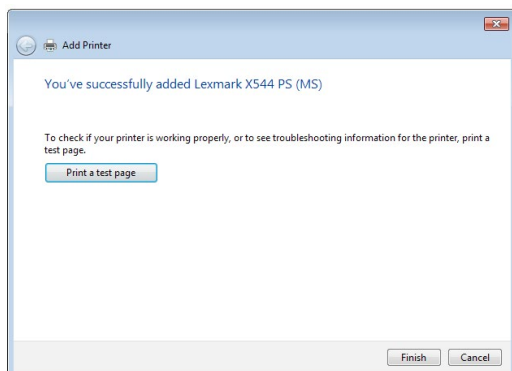 Add Printer
You've successfully added Lexmark X544 PS (MS)
To check if your printer is working properly, or to see troubleshooting information for the printer, print a
test page.
Print a test page
Finish
Cancel